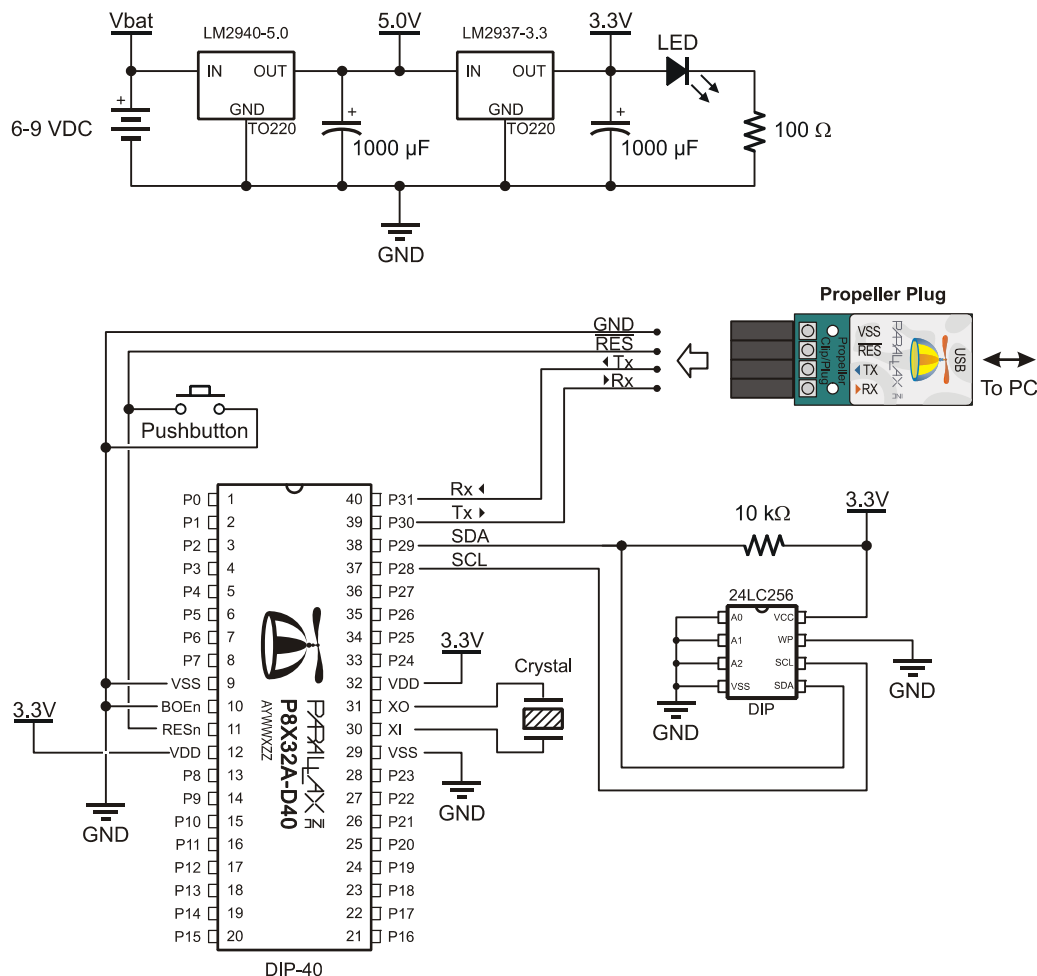 Vbat
LM2940-5.0
5.0V
LM2937-3.3
3.3V
LED
IN OUT
GND
TO220
IN OUT
GND
TO220
+
6-9 VDC
+
1000 µF
+
1000 µF
100 Ω
GND
Propeller Plug
GND
RES
◂Tx
▸Rx
Propeller
Clip/Plug
VSS
RES
◂TX
▸RX
PARALLAX INC
USB
To PC
Pushbutton
Rx ◂
Tx ▸
SDA
SCL
10 kΩ
3.3V
P0 1 40 P31
P1 2 39 P30
P2 3 38 P29
P3 4 37 P28
P4 5 36 P27
P5 6 35 P26
P6 7 34 P25
P7 8 33 P24
VSS 9 32 VDD
BOEn 10 31 XO
RESn 11 30 XI
VDD 12 29 VSS
P8 13 28 P23
P9 14 27 P22
P10 15 26 P21
P11 16 25 P20
P12 17 24 P19
P13 18 23 P18
P14 19 22 P17
P15 20 21 P16
PARALLAX INC
P8X32A-D40
AYWWXZZ
DIP-40
3.3V
GND
3.3V
Crystal
GND
24LC256
A0 VCC
A1 WP
A2 SCL
VSS SDA
DIP
GND
GND